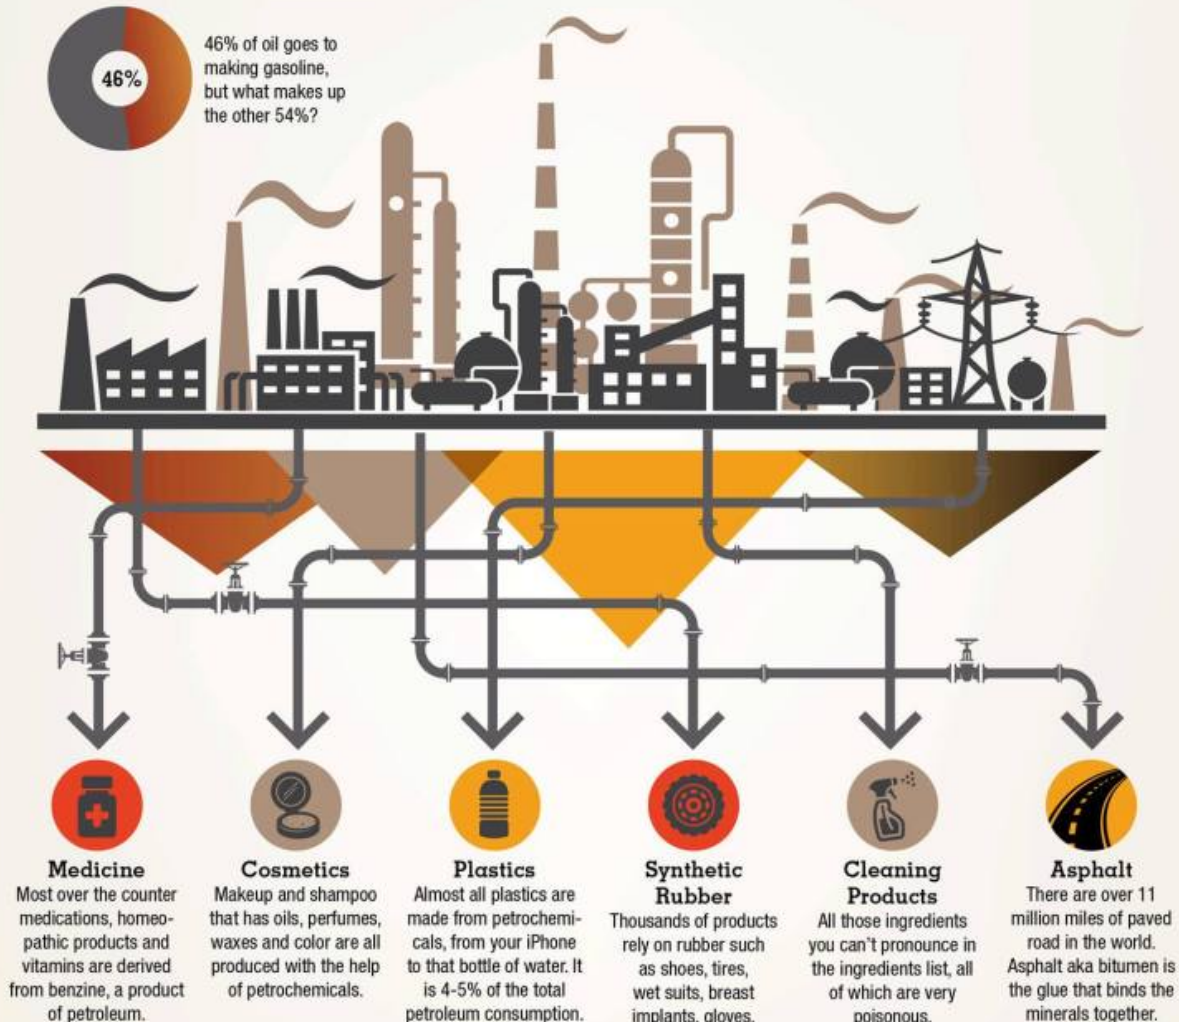 46%
46% of oil goes to
making gasoline,
but what makes up
the other 54%?
Medicine
Most over the counter
medications, homeo-
pathic products and
vitamins are derived
from benzine, a product
of petroleum.
Cosmetics
Makeup and shampoo
that has oils, perfumes,
waxes and color are all
produced with the help
of petrochemicals.
Plastics
Almost all plastics are
made from petrochemi-
cals, from your iPhone
to that bottle of water. It
is 4-5% of the total
petroleum consumption.
Synthetic
Rubber
Thousands of products
rely on rubber such
as shoes, tires,
wet suits, breast
implants, gloves.
Cleaning
Products
All those ingredients
you can't pronounce in
the ingredients list, all
of which are very
poisonous.
Asphalt
There are over 11
million miles of paved
road in the world.
Asphalt aka bitumen is
the glue that binds the
minerals together.